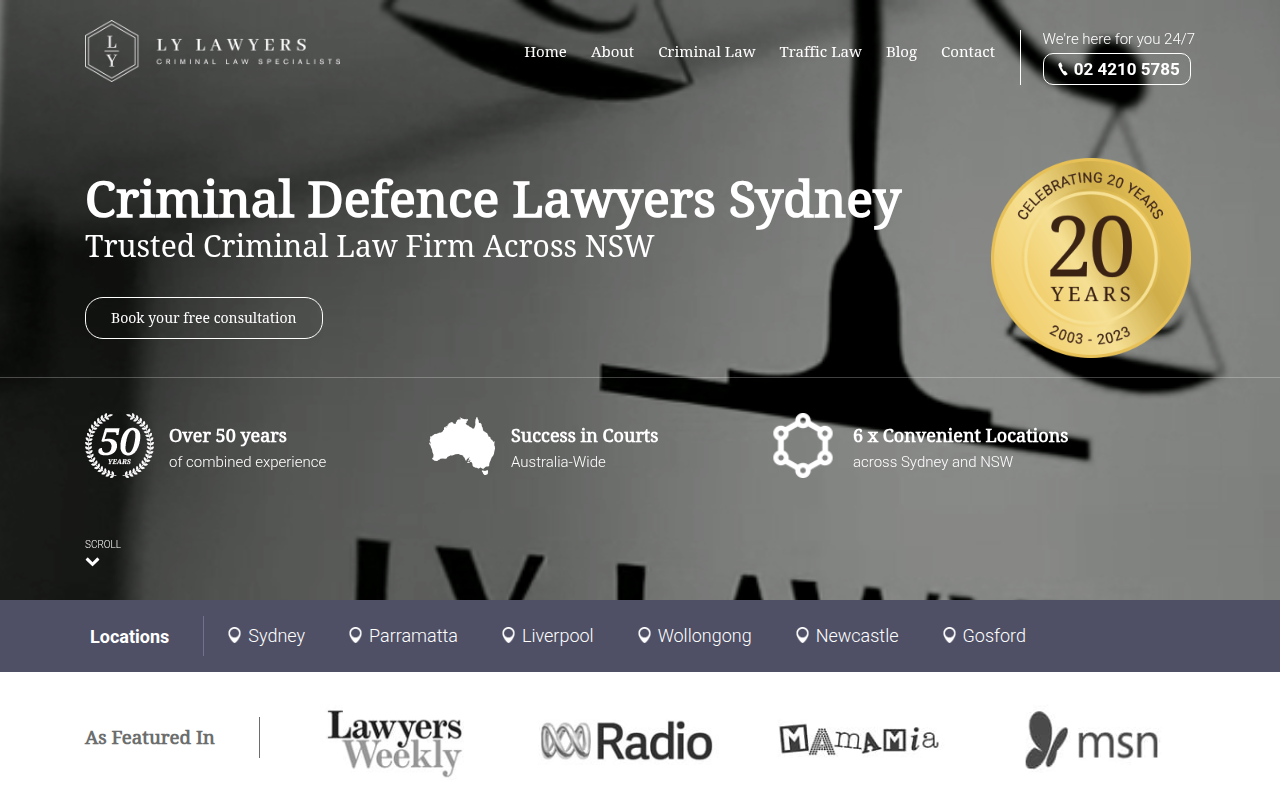 LY LAWYERS
CRIMINAL LAW SPECIALISTS
Home About Criminal Law Traffic Law Blog Contact
We're here for you 24/7
02 4210 5785
Criminal Defence Lawyers Sydney
Trusted Criminal Law Firm Across NSW
Book your free consultation
CELEBRATING 20 YEARS
20
YEARS
2003 - 2023
50
YEARS
Over 50 years
of combined experience
Success in Courts
Australia-Wide
6 x Convenient Locations
across Sydney and NSW
SCROLL
LY LAW
Locations Sydney Parramatta Liverpool Wollongong Newcastle Gosford
As Featured In
Lawyers
Weekly
Radio
MAMAMIA
msn